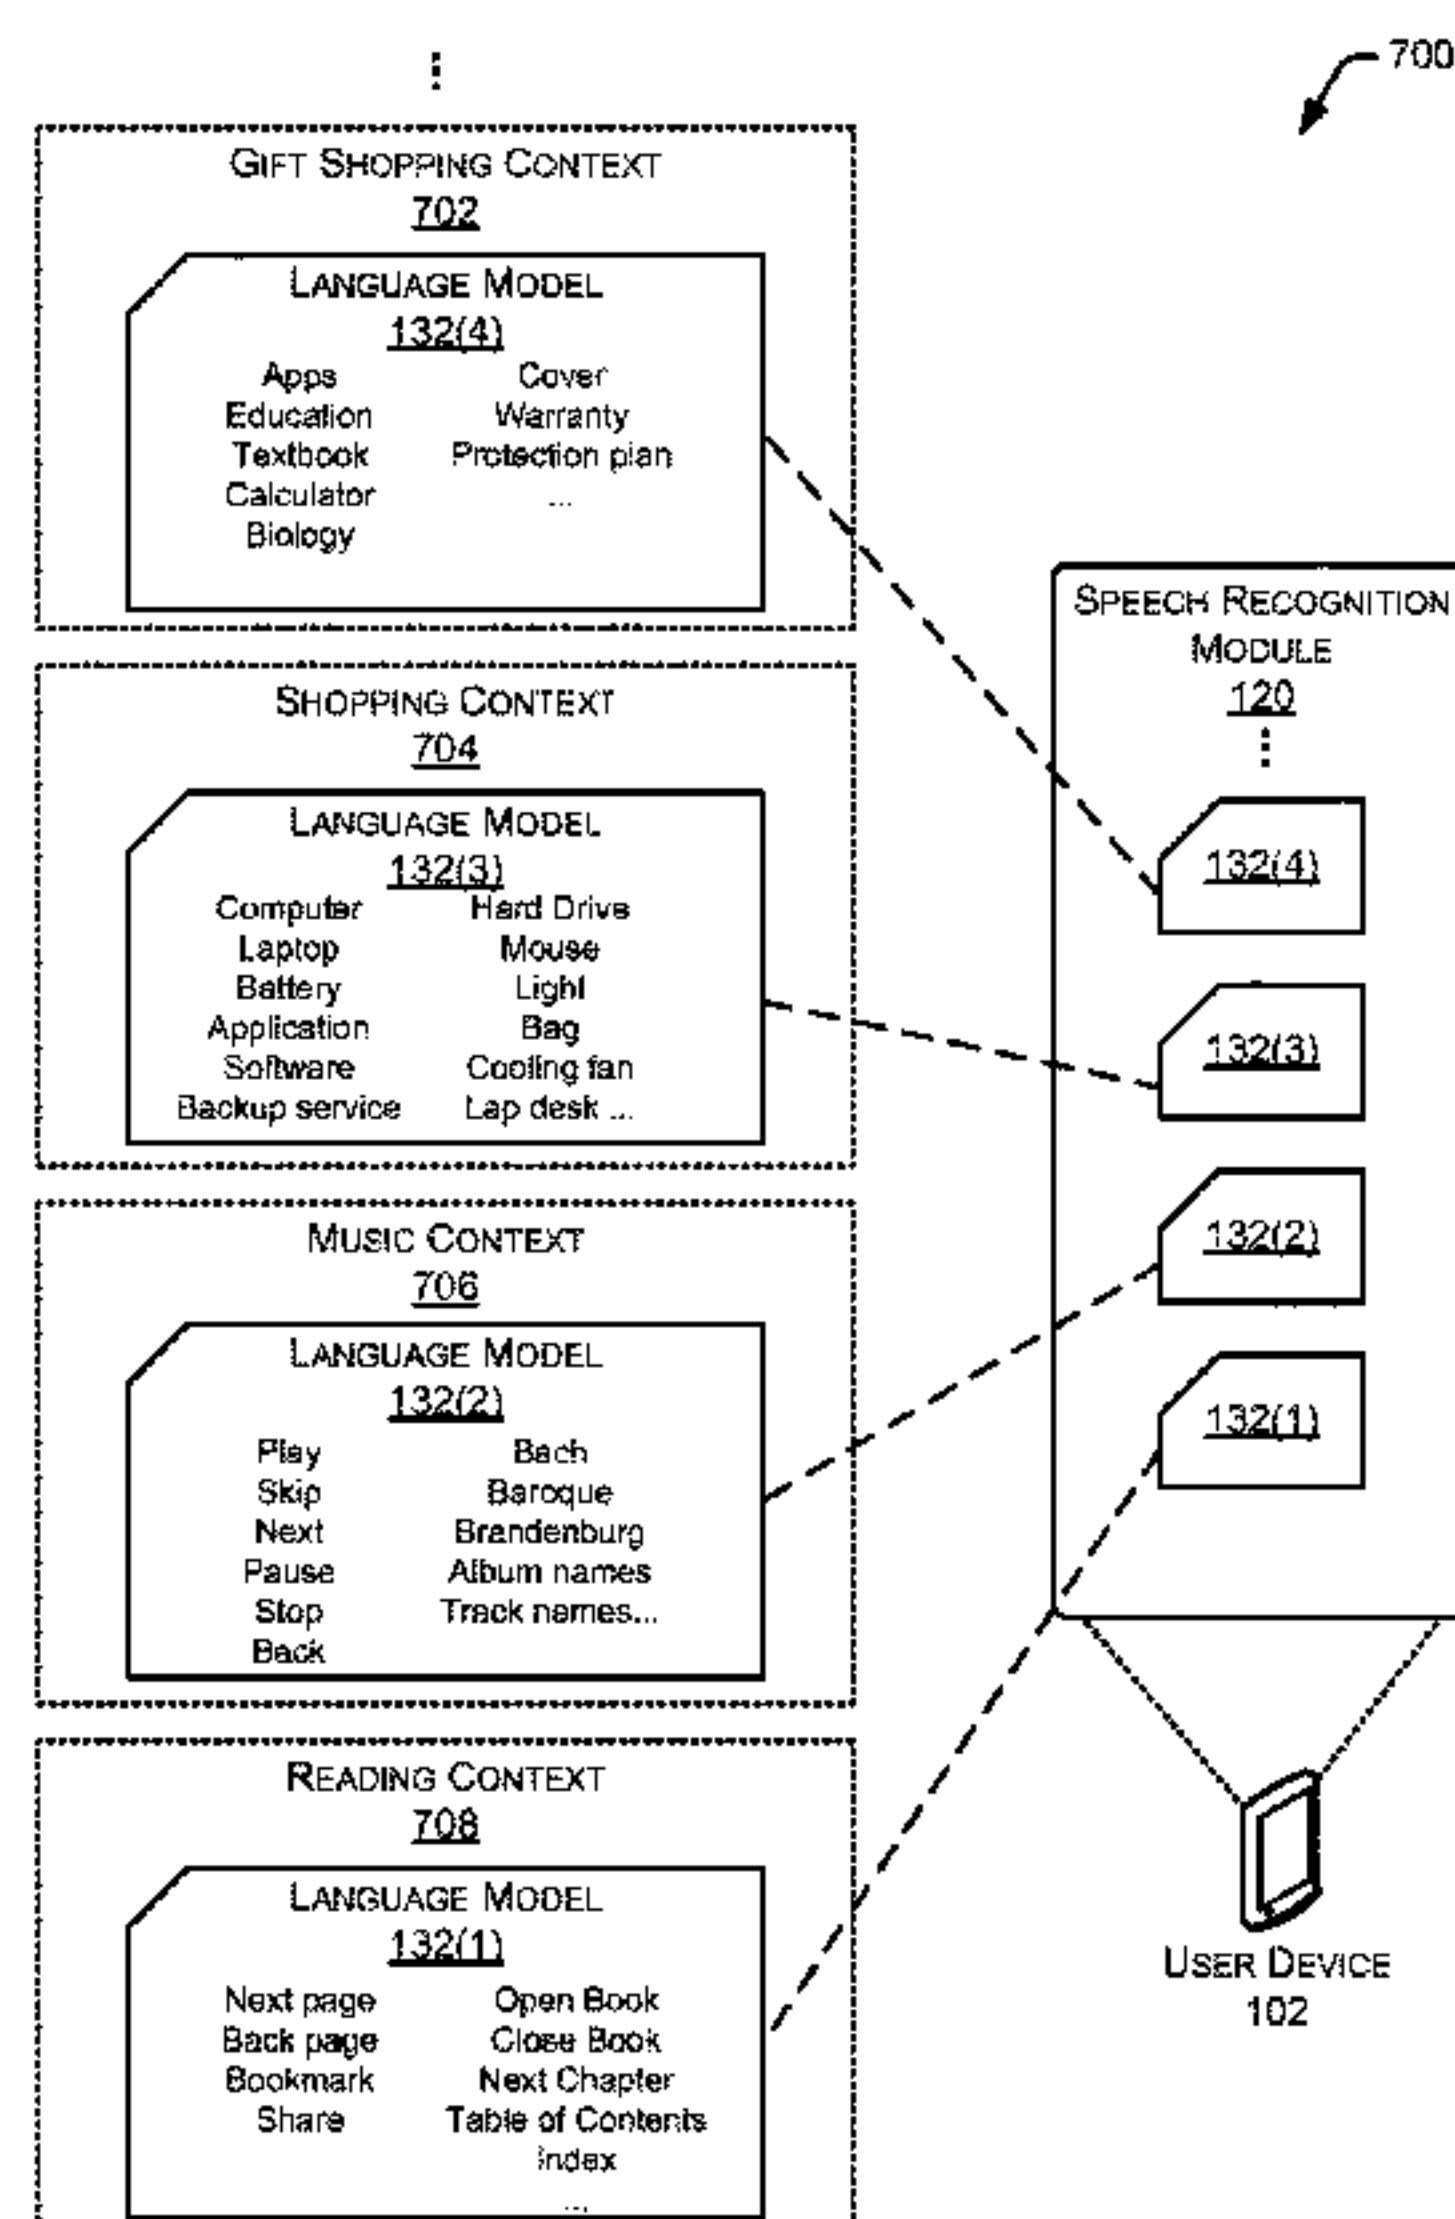 700
⋮
GIFT SHOPPING CONTEXT
702
LANGUAGE MODEL
132(4)
Apps Cover
Education Warranty
Textbook Protection plan
Calculator ...
Biology
SHOPPING CONTEXT
704
LANGUAGE MODEL
132(3)
Computer Hard Drive
Laptop Mouse
Battery Light
Application Bag
Software Cooling fan
Backup service Lap desk ...
MUSIC CONTEXT
706
LANGUAGE MODEL
132(2)
Play Bach
Skip Baroque
Next Brandenburg
Pause Album names
Stop Track names...
Back
READING CONTEXT
708
LANGUAGE MODEL
132(1)
Next page Open Book
Back page Close Book
Bookmark Next Chapter
Share Table of Contents
Index
...
SPEECH RECOGNITION
MODULE
120
⋮
132(4)
132(3)
132(2)
132(1)
USER DEVICE
102